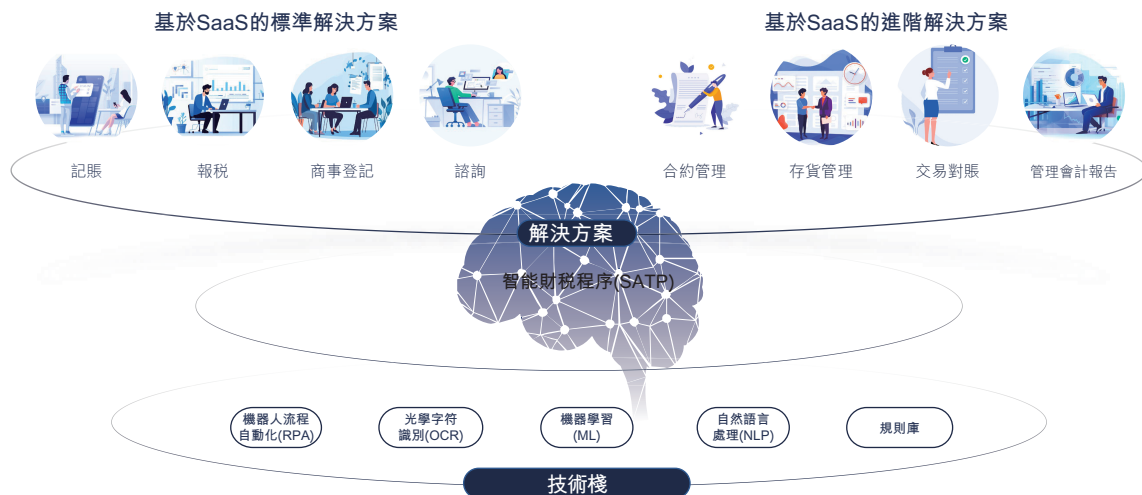 基於SaaS的標準解決方案
基於SaaS的進階解決方案
記賬
報稅
商事登記
諮詢
合約管理
存貨管理
交易對賬
管理會計報告
解決方案
智能財稅程序(SATP)
機器人流程
自動化(RPA)
光學字符
識別(OCR)
機器學習
(ML)
自然語言
處理(NLP)
規則庫
技術棧